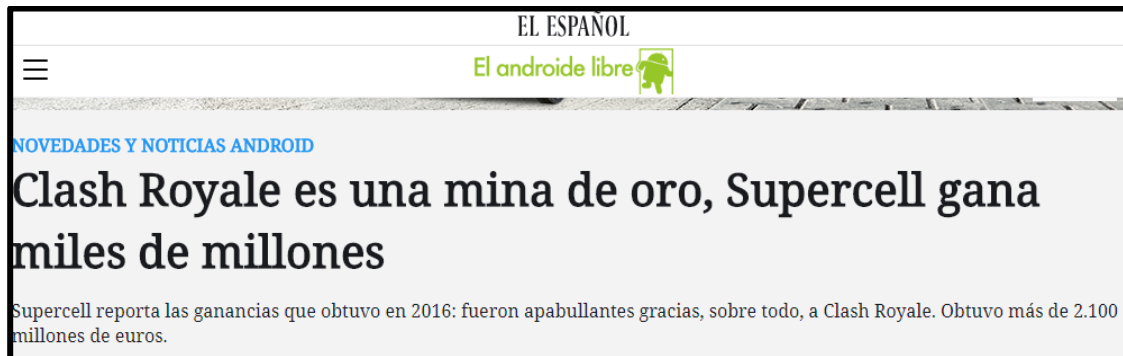 EL ESPAÑOL
El androide libre
NOVEDADES Y NOTICIAS ANDROID
Clash Royale es una mina de oro, Supercell gana
miles de millones
Supercell reporta las ganancias que obtuvo en 2016: fueron apabullantes gracias, sobre todo, a Clash Royale. Obtuvo más de 2.100
millones de euros.